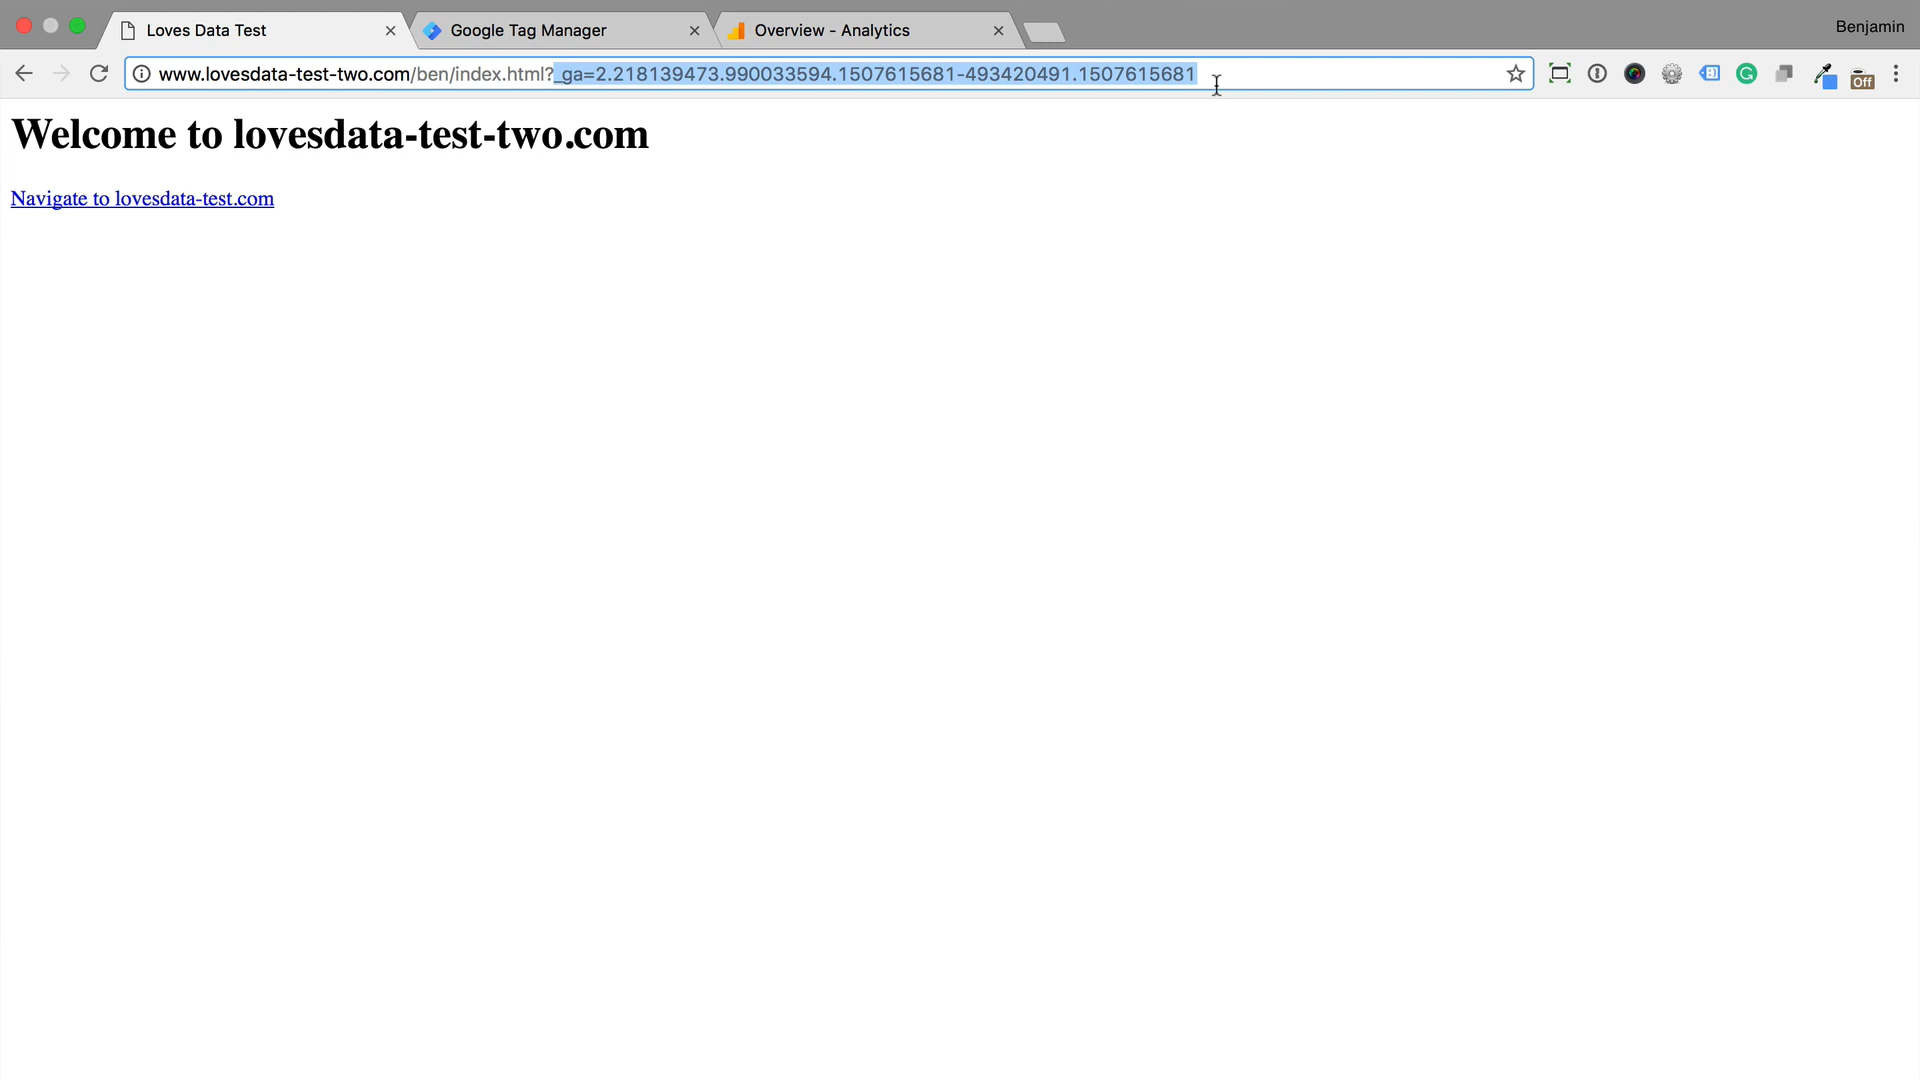 Loves Data Test
Google Tag Manager
Overview - Analytics
Benjamin
www.lovesdata-test-two.com/ben/index.html?_ga=2.218139473.990033594.1507615681-493420491.1507615681
Off
Welcome to lovesdata-test-two.com
Navigate to lovesdata-test.com